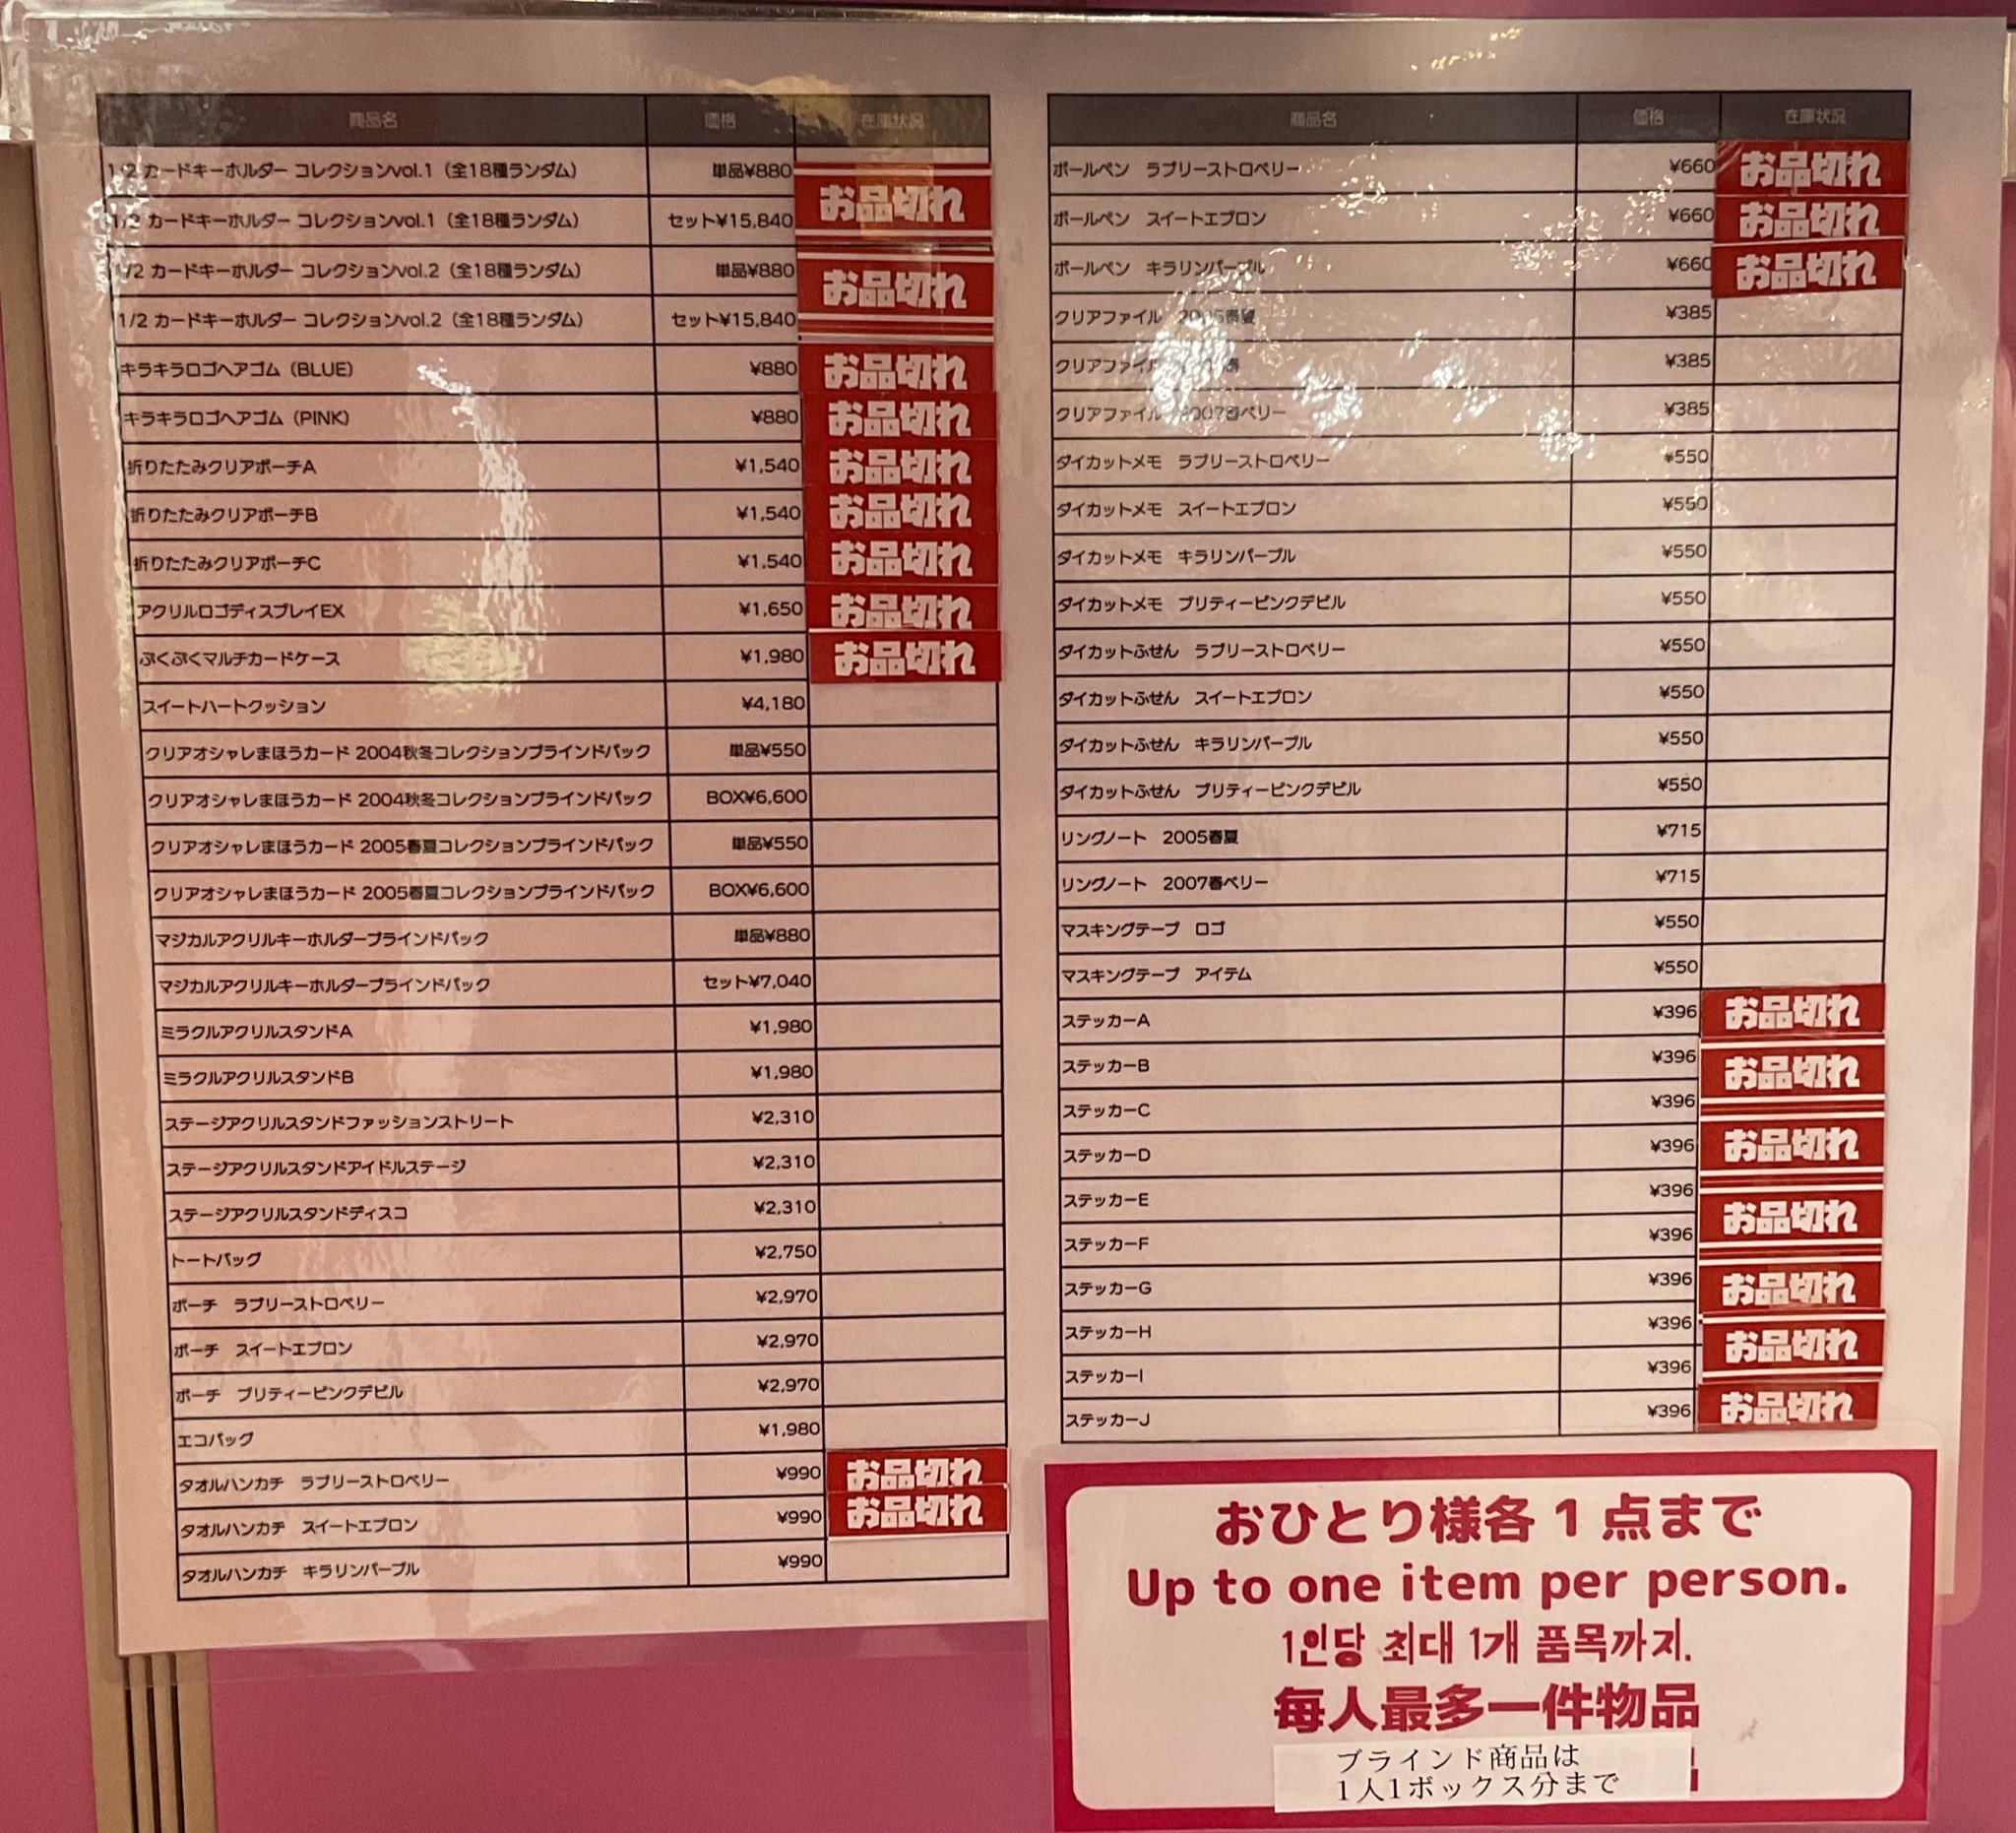 商品名 価格 在庫状況
1/2 カードキーホルダー コレクションvol.1（全18種ランダム） 単品¥880
お品切れ
1/2 カードキーホルダー コレクションvol.1（全18種ランダム） セット¥15,840
1/2 カードキーホルダー コレクションvol.2（全18種ランダム） 単品¥880
お品切れ
1/2 カードキーホルダー コレクションvol.2（全18種ランダム） セット¥15,840
キラキラロゴヘアゴム（BLUE） ¥880 お品切れ
キラキラロゴヘアゴム（PINK） ¥880 お品切れ
折りたたみクリアポーチA ¥1,540 お品切れ
折りたたみクリアポーチB ¥1,540 お品切れ
折りたたみクリアポーチC ¥1,540 お品切れ
アクリルロゴディスプレイEX ¥1,650 お品切れ
ぷくぷくマルチカードケース ¥1,980 お品切れ
スイートハートクッション ¥4,180
クリアオシャレまほうカード 2004秋冬コレクションブラインドパック 単品¥550
クリアオシャレまほうカード 2004秋冬コレクションブラインドパック BOX¥6,600
クリアオシャレまほうカード 2005春夏コレクションブラインドパック 単品¥550
クリアオシャレまほうカード 2005春夏コレクションブラインドパック BOX¥6,600
マジカルアクリルキーホルダーブラインドパック 単品¥880
マジカルアクリルキーホルダーブラインドパック セット¥7,040
ミラクルアクリルスタンドA ¥1,980
ミラクルアクリルスタンドB ¥1,980
ステージアクリルスタンドファッションストリート ¥2,310
ステージアクリルスタンドアイドルステージ ¥2,310
ステージアクリルスタンドディスコ ¥2,310
トートバッグ ¥2,750
ポーチ　ラブリーストロベリー ¥2,970
ポーチ　スイートエプロン ¥2,970
ポーチ　プリティーピンクデビル ¥2,970
エコバッグ ¥1,980
タオルハンカチ　ラブリーストロベリー ¥990 お品切れ
タオルハンカチ　スイートエプロン ¥990 お品切れ
タオルハンカチ　キラリンパープル ¥990
商品名 価格 在庫状況
ボールペン　ラブリーストロベリー ¥660 お品切れ
ボールペン　スイートエプロン ¥660 お品切れ
ボールペン　キラリンパープル ¥660 お品切れ
クリアファイル　2005春夏 ¥385
クリアファイル ¥385
クリアファイル　2007春ベリー ¥385
ダイカットメモ　ラブリーストロベリー ¥550
ダイカットメモ　スイートエプロン ¥550
ダイカットメモ　キラリンパープル ¥550
ダイカットメモ　プリティーピンクデビル ¥550
ダイカットふせん　ラブリーストロベリー ¥550
ダイカットふせん　スイートエプロン ¥550
ダイカットふせん　キラリンパープル ¥550
ダイカットふせん　プリティーピンクデビル ¥550
リングノート　2005春夏 ¥715
リングノート　2007春ベリー ¥715
マスキングテープ　ロゴ ¥550
マスキングテープ　アイテム ¥550
ステッカーA ¥396 お品切れ
ステッカーB ¥396 お品切れ
ステッカーC ¥396
ステッカーD ¥396 お品切れ
ステッカーE ¥396 お品切れ
ステッカーF ¥396
ステッカーG ¥396 お品切れ
ステッカーH ¥396 お品切れ
ステッカーI ¥396
ステッカーJ ¥396 お品切れ
おひとり様各1点まで
Up to one item per person.
1인당 최대 1개 품목까지.
每人最多一件物品
ブラインド商品は
1人1ボックス分まで